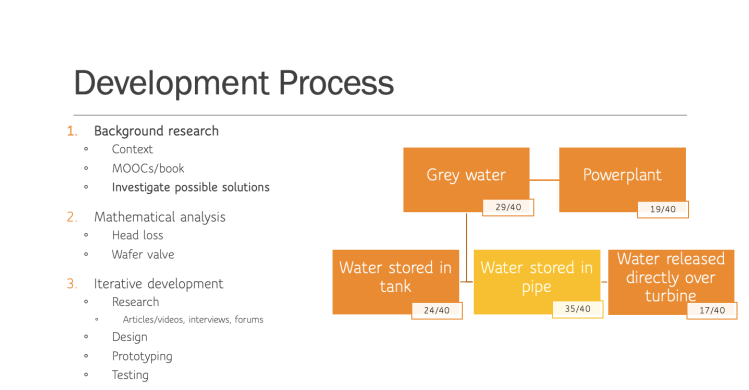 Development Process
1. Background research
° Context
° MOOCs/book
° Investigate possible solutions
2. Mathematical analysis
° Head loss
° Wafer valve
3. Iterative development
° Research
° Articles/videos, interviews, forums
° Design
° Prototyping
° Testing
Grey water
29/40
Powerplant
19/40
Water stored in
tank
24/40
Water stored in
pipe
35/40
Water released
directly over
turbine
17/40